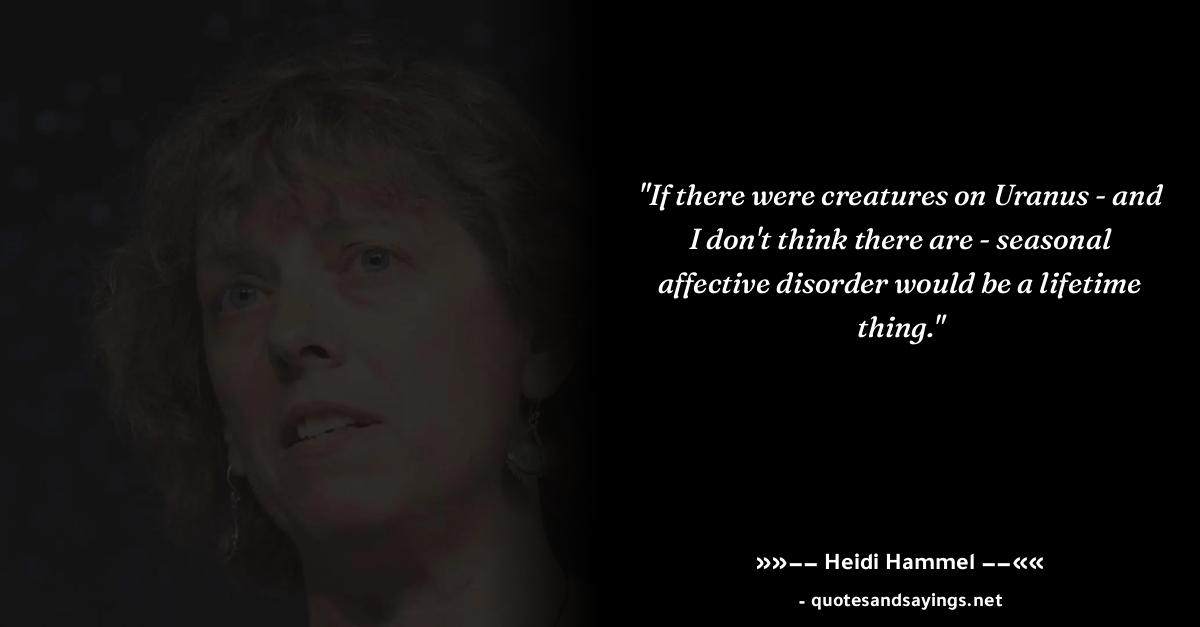 "If there were creatures on Uranus - and
I don't think there are - seasonal
affective disorder would be a lifetime
thing."
»»−− Heidi Hammel −−««
- quotesandsayings.net